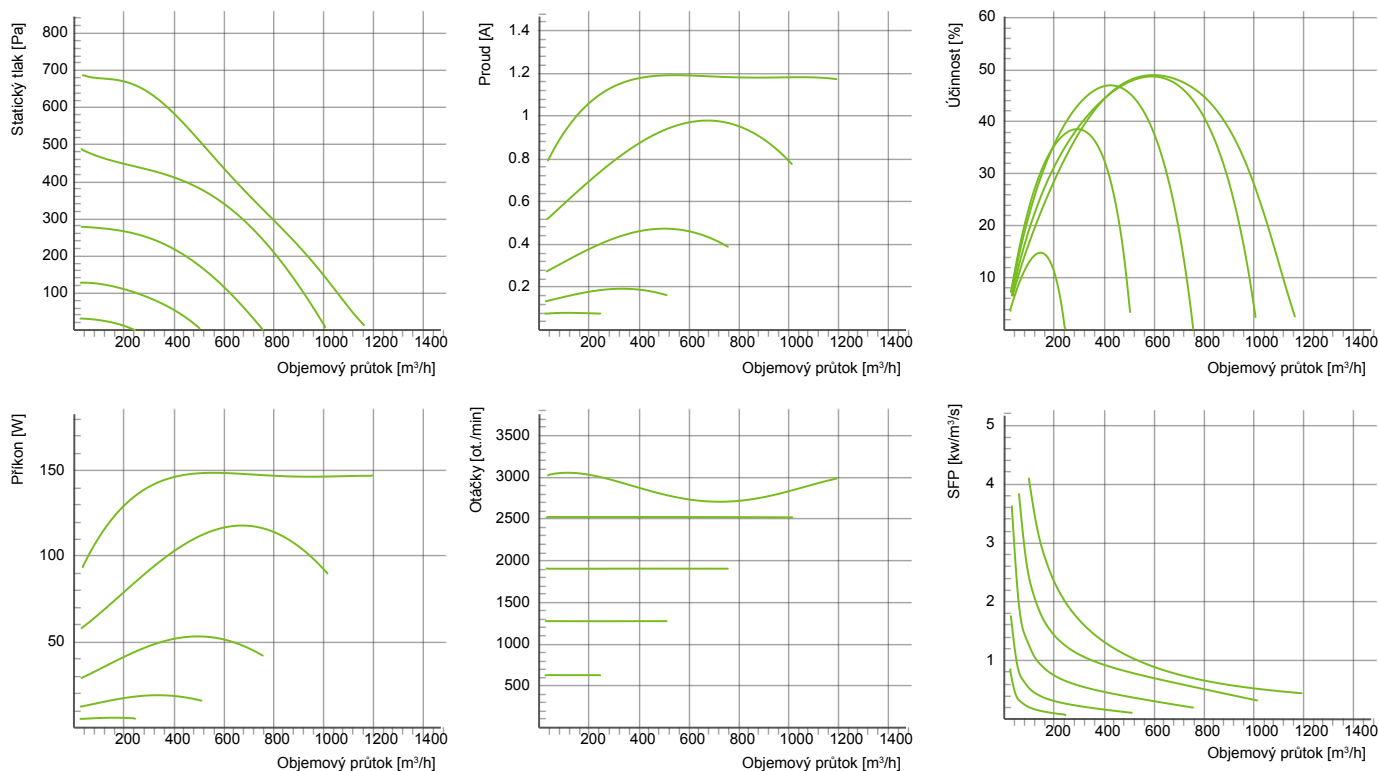 Statický tlak [Pa]
800
700
600
500
400
300
200
100
200 400 600 800 1000 1200 1400
Objemový průtok [m³/h]
Proud [A]
1.4
1.2
1
0.8
0.6
0.4
0.2
200 400 600 800 1000 1200 1400
Objemový průtok [m³/h]
Účinnost [%]
60
50
40
30
20
10
200 400 600 800 1000 1200 1400
Objemový průtok [m³/h]
Příkon [W]
150
100
50
200 400 600 800 1000 1200 1400
Objemový průtok [m³/h]
Otáčky [ot./min]
3500
3000
2500
2000
1500
1000
500
200 400 600 800 1000 1200 1400
Objemový průtok [m³/h]
SFP [kw/m³/s]
5
4
3
2
1
200 400 600 800 1000 1200 1400
Objemový průtok [m³/h]